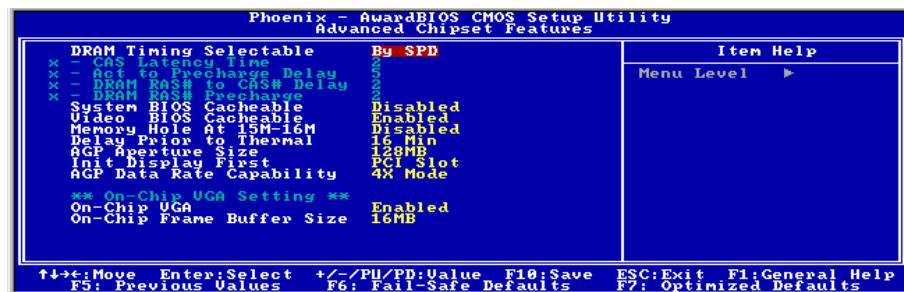 Phoenix - AwardBIOS CMOS Setup Utility
Advanced Chipset Features
DRAM Timing Selectable By SPD
x - CAS Latency Time 2
x - Act to Precharge Delay 5
x - DRAM RAS# to CAS# Delay 2
x - DRAM RAS# Precharge 2
System BIOS Cacheable Disabled
Video BIOS Cacheable Enabled
Memory Hole At 15M-16M Disabled
Delay Prior to Thermal 16 Min
AGP Aperture Size 128MB
Init Display First PCI Slot
AGP Data Rate Capability 4X Mode
** On-Chip VGA Setting **
On-Chip VGA Enabled
On-Chip Frame Buffer Size 16MB
Item Help
Menu Level ►
↑↓→←:Move Enter:Select +/-/PU/PD:Value F10:Save ESC:Exit F1:General Help
F5: Previous Values F6: Fail-Safe Defaults F7: Optimized Defaults